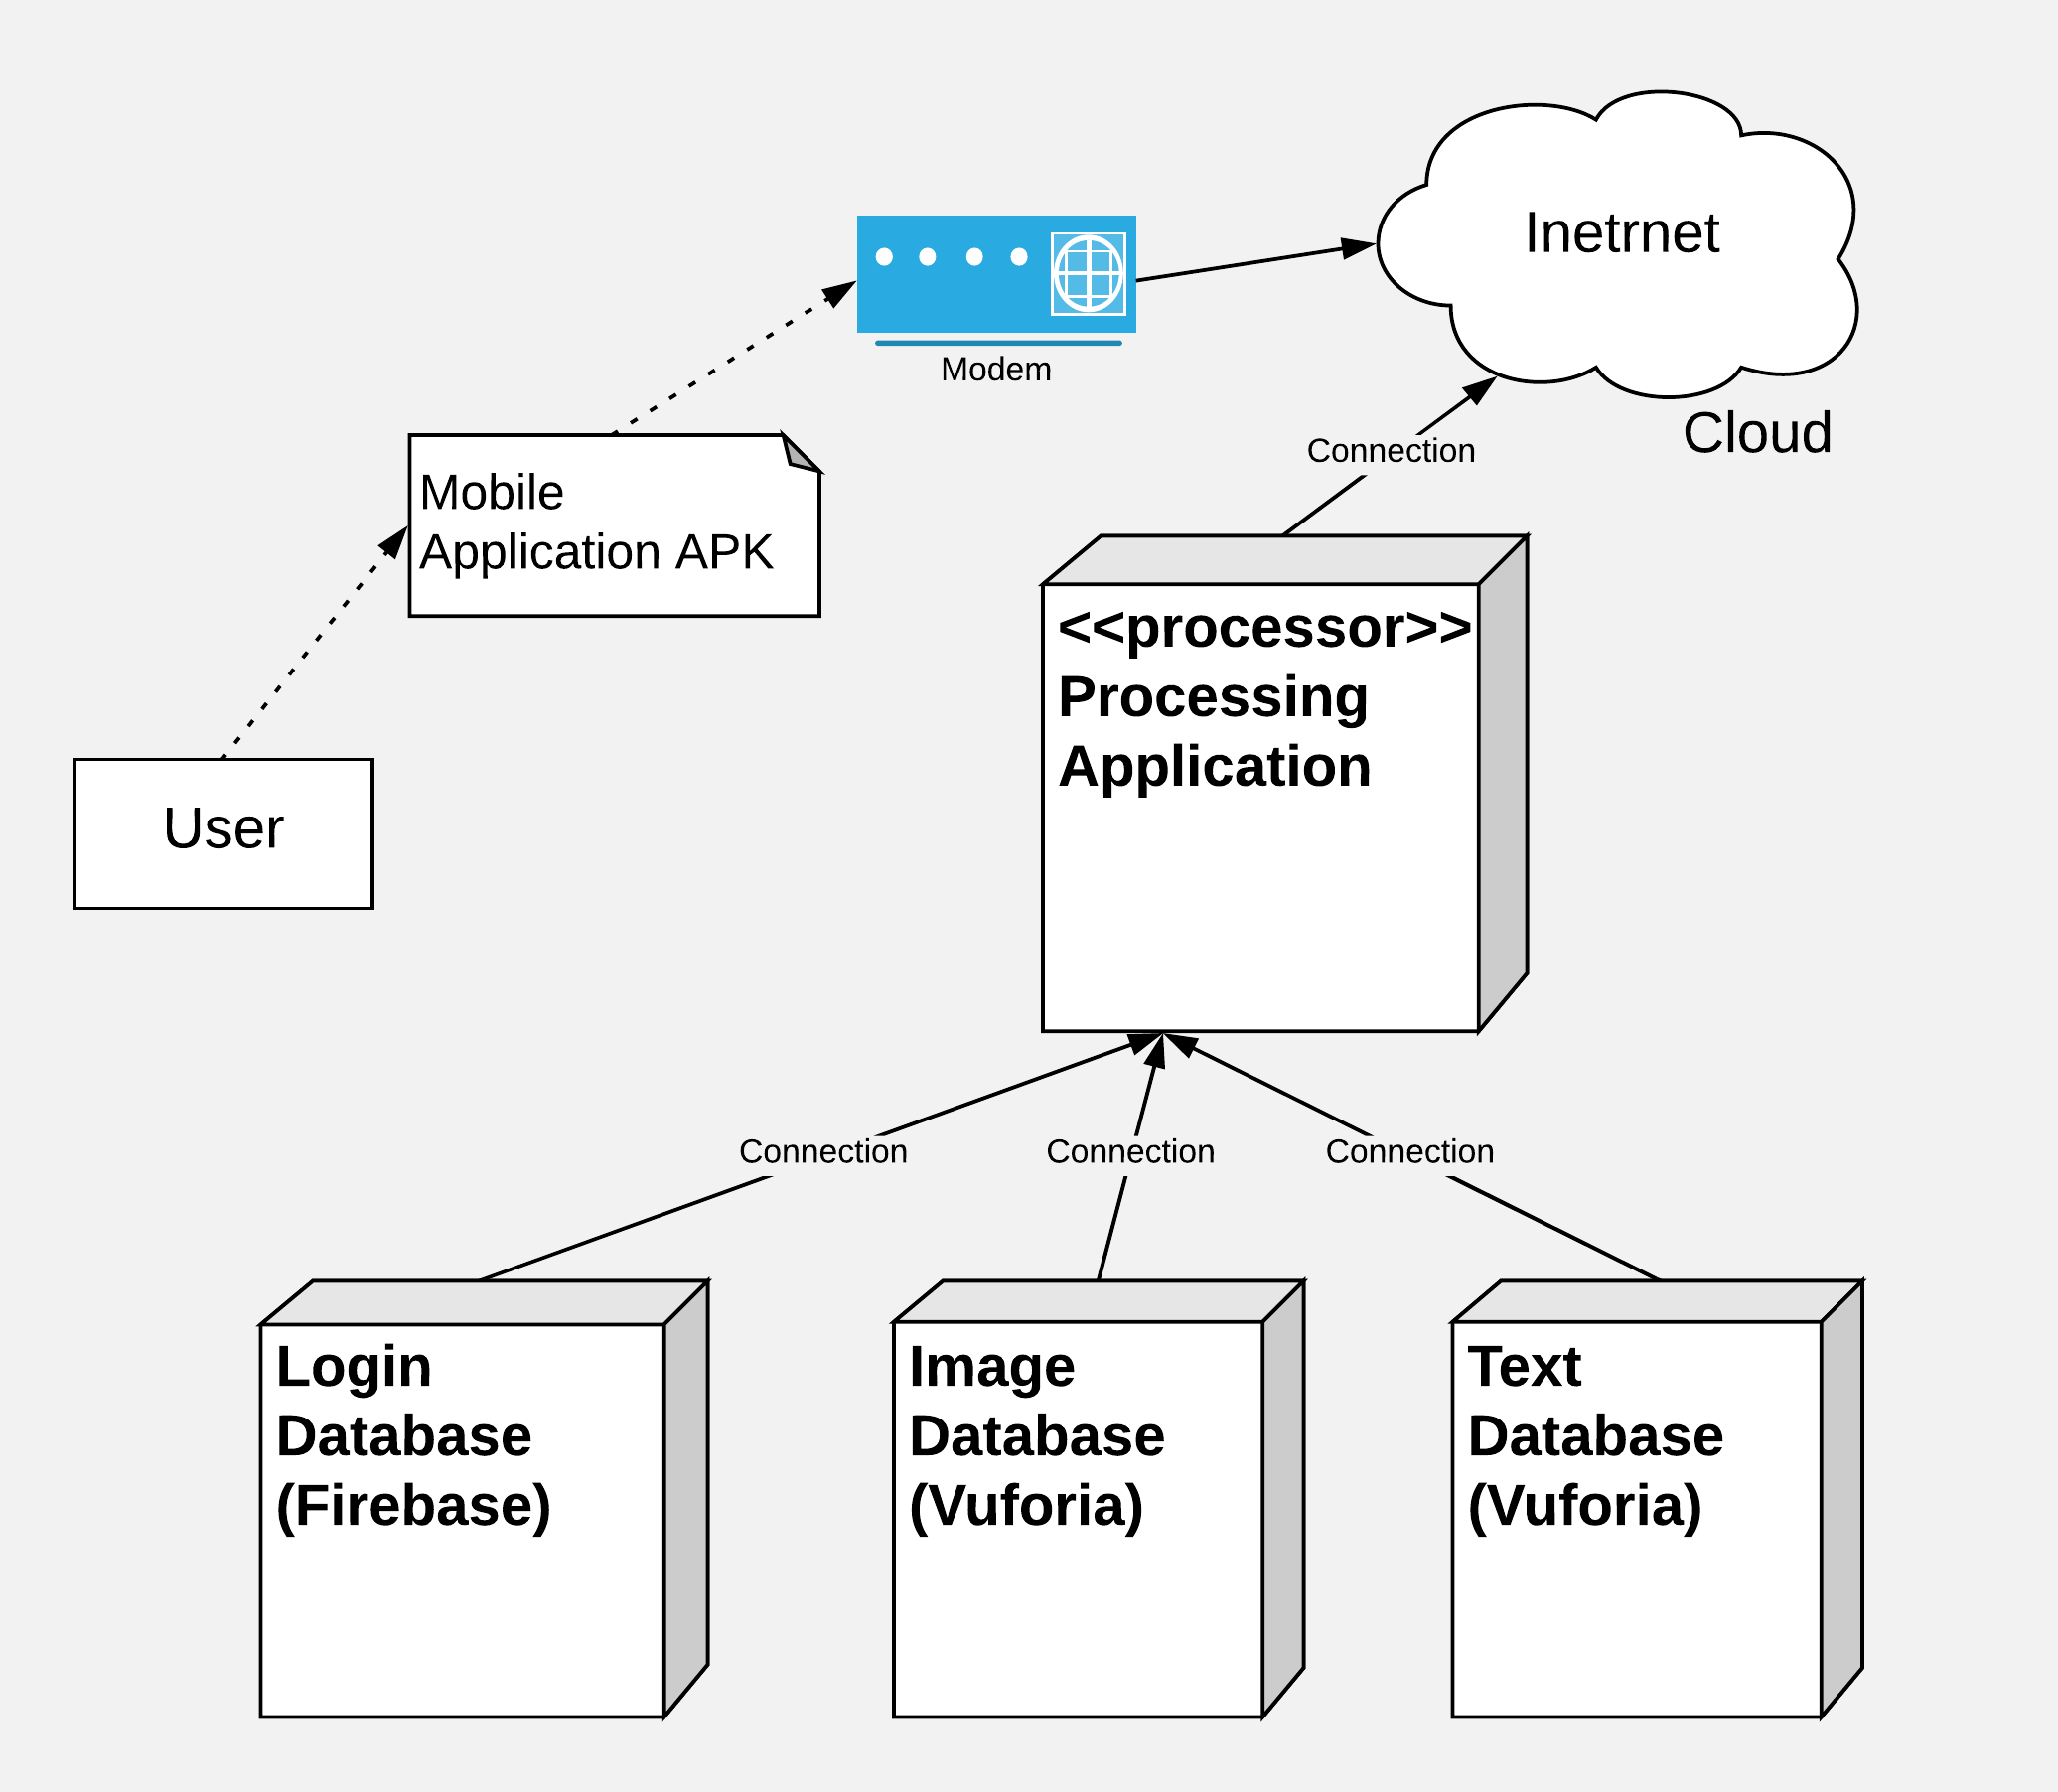 Inetrnet
Modem
Cloud
Connection
Mobile
Application APK
<<processor>>
Processing
Application
User
Connection
Connection
Connection
Login
Database
(Firebase)
Image
Database
(Vuforia)
Text
Database
(Vuforia)